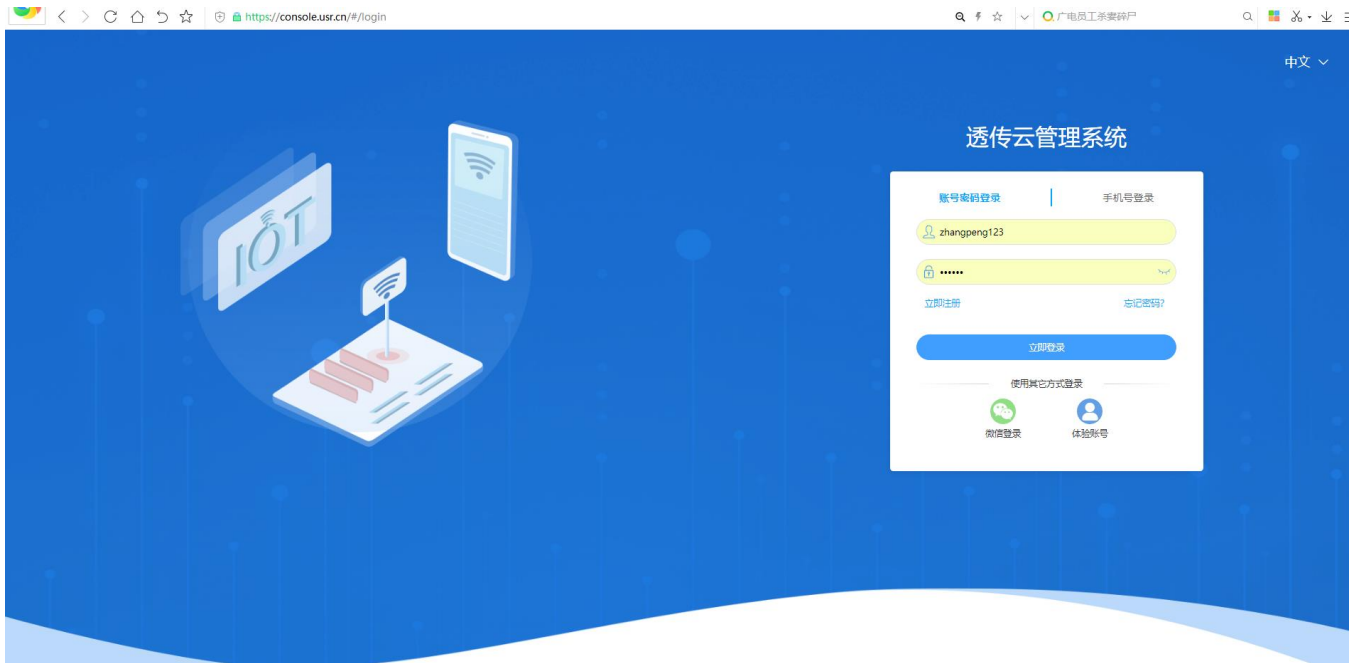 https://console.usr.cn/#/login
广电员工杀妻碎尸
中文
IOT
透传云管理系统
账号密码登录
手机号登录
zhangpeng123
••••••
立即注册
忘记密码?
立即登录
使用其它方式登录
微信登录
体验账号